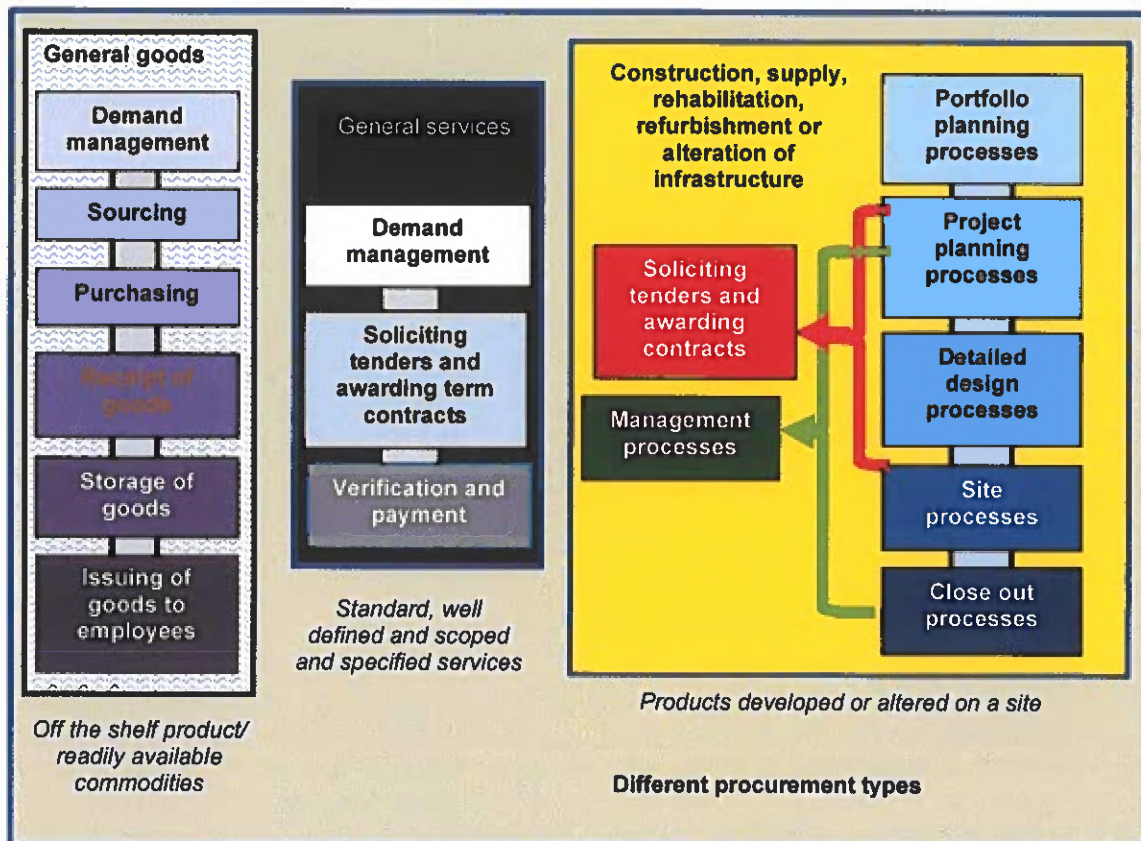 General goods
Demand
management
Sourcing
Purchasing
Receipt of
goods
Storage of
goods
Issuing of
goods to
employees
Off the shelf product/
readily available
commodities
General services
Demand
management
Soliciting
tenders and
awarding term
contracts
Verification and
payment
Standard, well
defined and scoped
and specified services
Construction, supply,
rehabilitation,
refurbishment or
alteration of
infrastructure
Soliciting
tenders and
awarding
contracts
Management
processes
Portfolio
planning
processes
Project
planning
processes
Detailed
design
processes
Site
processes
Close out
processes
Products developed or altered on a site
Different procurement types